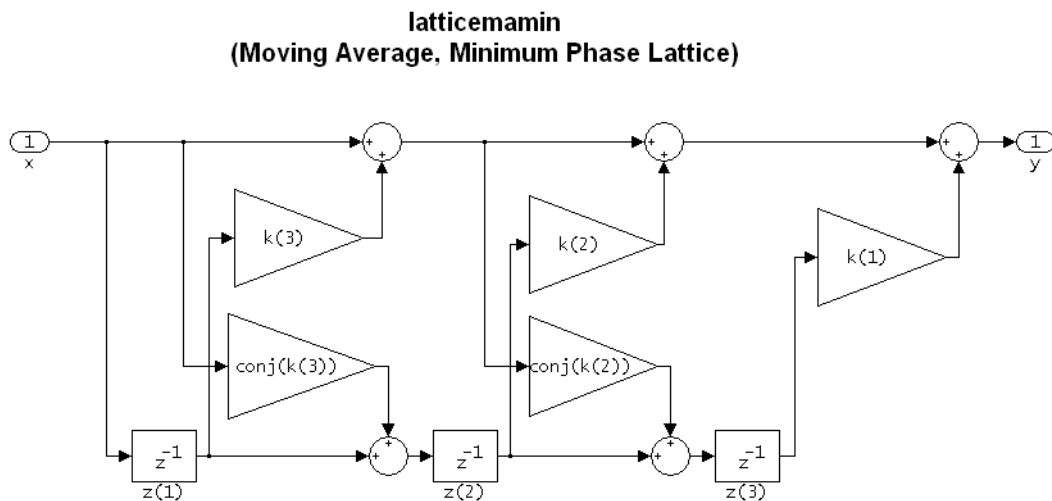 latticemamin
(Moving Average, Minimum Phase Lattice)
1
x
+
+
+
+
+
+
1
y
k(3)
k(2)
k(1)
conj(k(3))
conj(k(2))
z⁻¹
z(1)
+
+
z⁻¹
z(2)
+
+
z⁻¹
z(3)